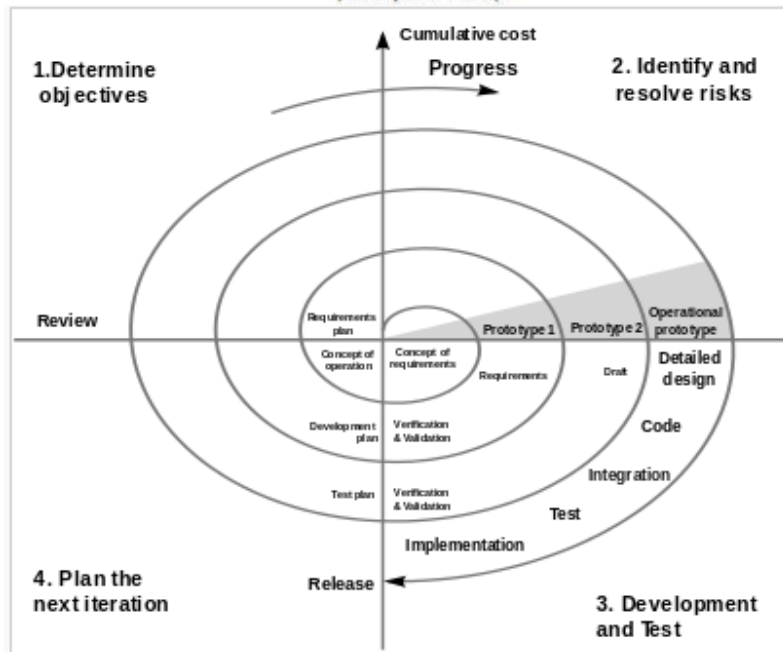 Cumulative cost
Progress
1.Determine
objectives
2. Identify and
resolve risks
Review
Requirements
plan
Prototype 1
Prototype 2
Operational
prototype
Concept of
operation
Concept of
requirements
Requirements
Draft
Detailed
design
Development
plan
Verification
& Validation
Code
Integration
Test plan
Verification
& Validation
Test
Implementation
4. Plan the
next iteration
Release
3. Development
and Test